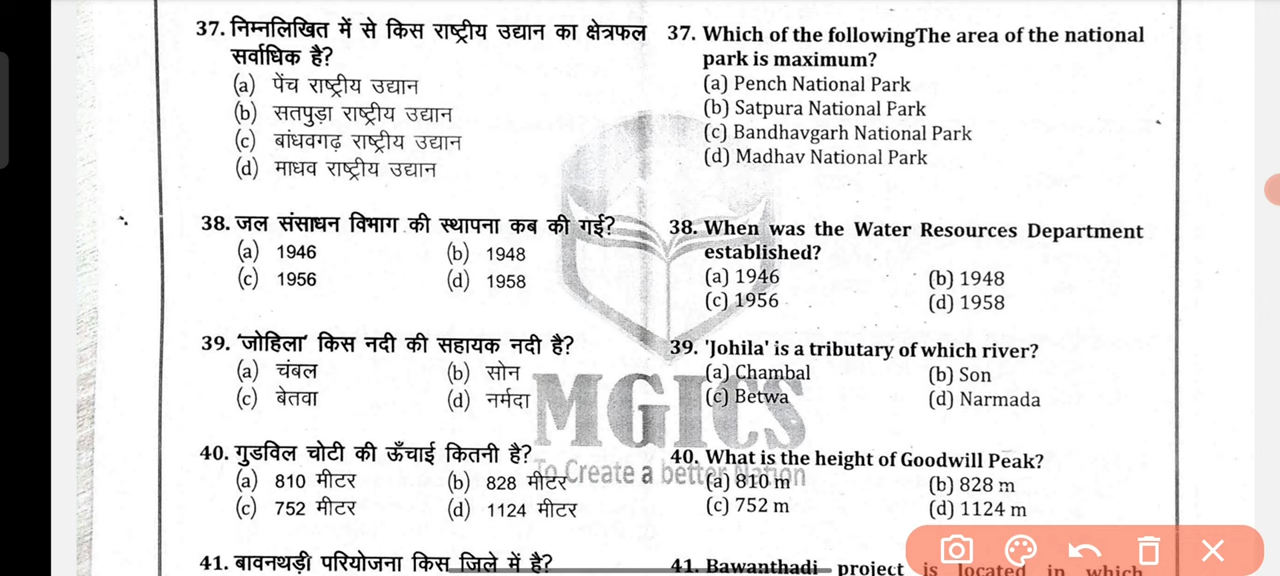 37. निम्नलिखित में से किस राष्ट्रीय उद्यान का क्षेत्रफल
सर्वाधिक है?
(a) पेंच राष्ट्रीय उद्यान
(b) सतपुड़ा राष्ट्रीय उद्यान
(c) बांधवगढ़ राष्ट्रीय उद्यान
(d) माधव राष्ट्रीय उद्यान
38. जल संसाधन विभाग की स्थापना कब की गई?
(a) 1946 (b) 1948
(c) 1956 (d) 1958
39. 'जोहिला' किस नदी की सहायक नदी है?
(a) चंबल (b) सोन
(c) बेतवा (d) नर्मदा
40. गुडविल चोटी की ऊँचाई कितनी है?
(a) 810 मीटर (b) 828 मीटर
(c) 752 मीटर (d) 1124 मीटर
41. बावनथड़ी परियोजना किस जिले में है?
37. Which of the followingThe area of the national
park is maximum?
(a) Pench National Park
(b) Satpura National Park
(c) Bandhavgarh National Park
(d) Madhav National Park
38. When was the Water Resources Department
established?
(a) 1946 (b) 1948
(c) 1956 (d) 1958
39. 'Johila' is a tributary of which river?
(a) Chambal (b) Son
(c) Betwa (d) Narmada
40. What is the height of Goodwill Peak?
(a) 810 m (b) 828 m
(c) 752 m (d) 1124 m
41. Bawanthadi project is located in which
MGICS
To Create a better Nation